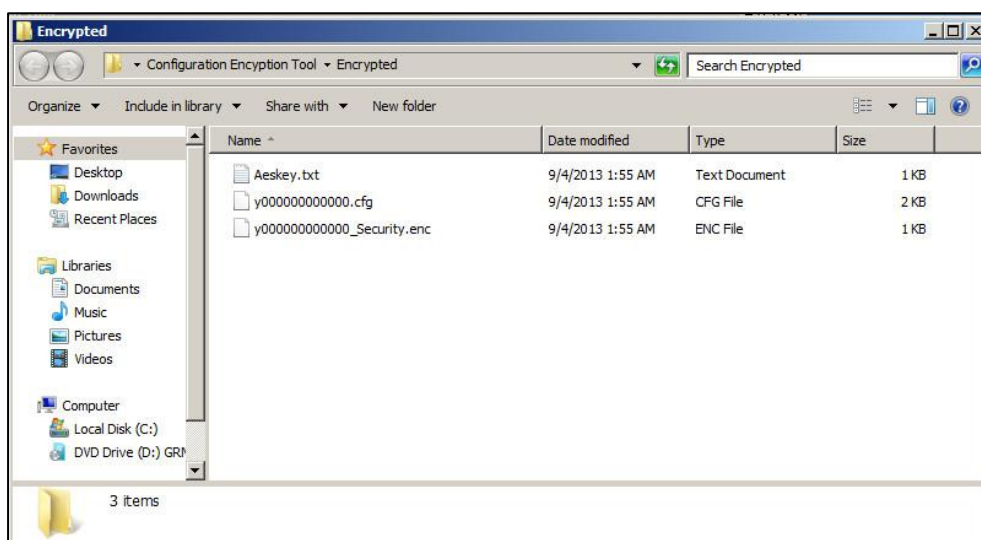 Encrypted
Configuration Encyption Tool Encrypted Search Encrypted
Organize Include in library Share with New folder
Name Date modified Type Size
Favorites
Desktop
Downloads
Recent Places
Libraries
Documents
Music
Pictures
Videos
Computer
Local Disk (C:)
DVD Drive (D:) GRM
Aeskey.txt 9/4/2013 1:55 AM Text Document 1 KB
y000000000000.cfg 9/4/2013 1:55 AM CFG File 2 KB
y000000000000_Security.enc 9/4/2013 1:55 AM ENC File 1 KB
3 items